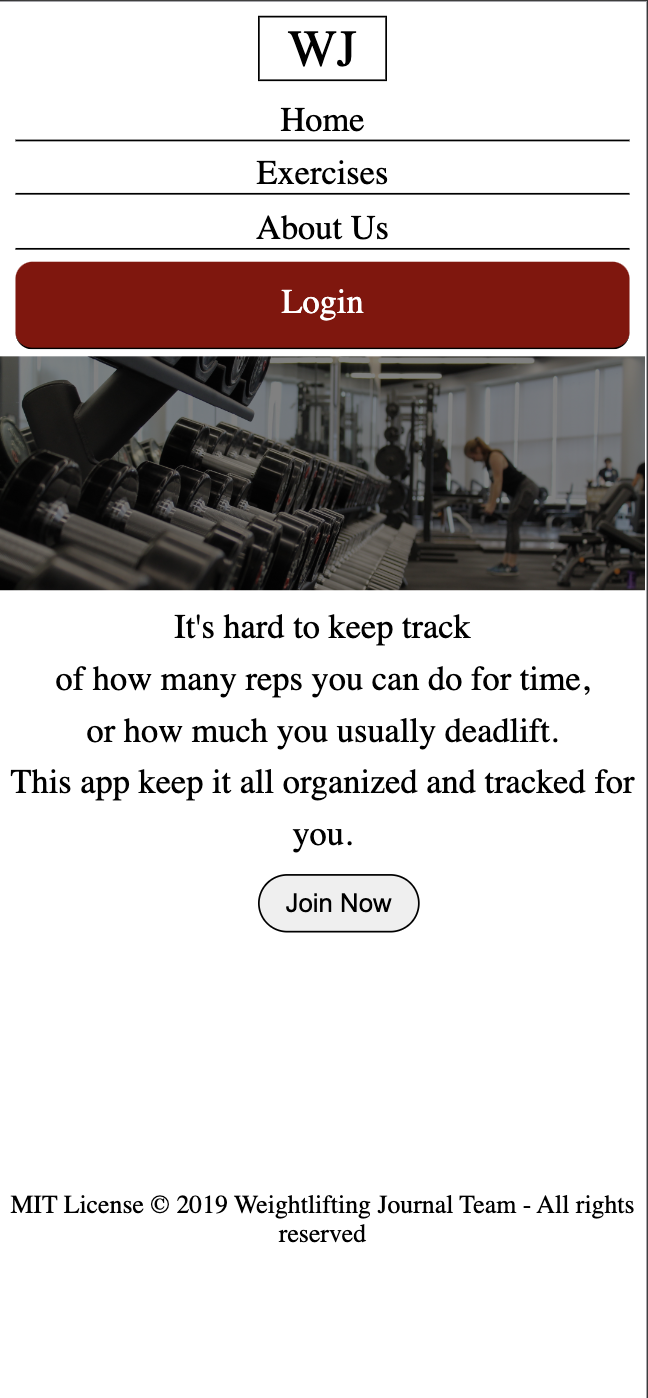 WJ
Home
Exercises
About Us
Login
It's hard to keep track
of how many reps you can do for time,
or how much you usually deadlift.
This app keep it all organized and tracked for
you.
Join Now
MIT License © 2019 Weightlifting Journal Team - All rights
reserved